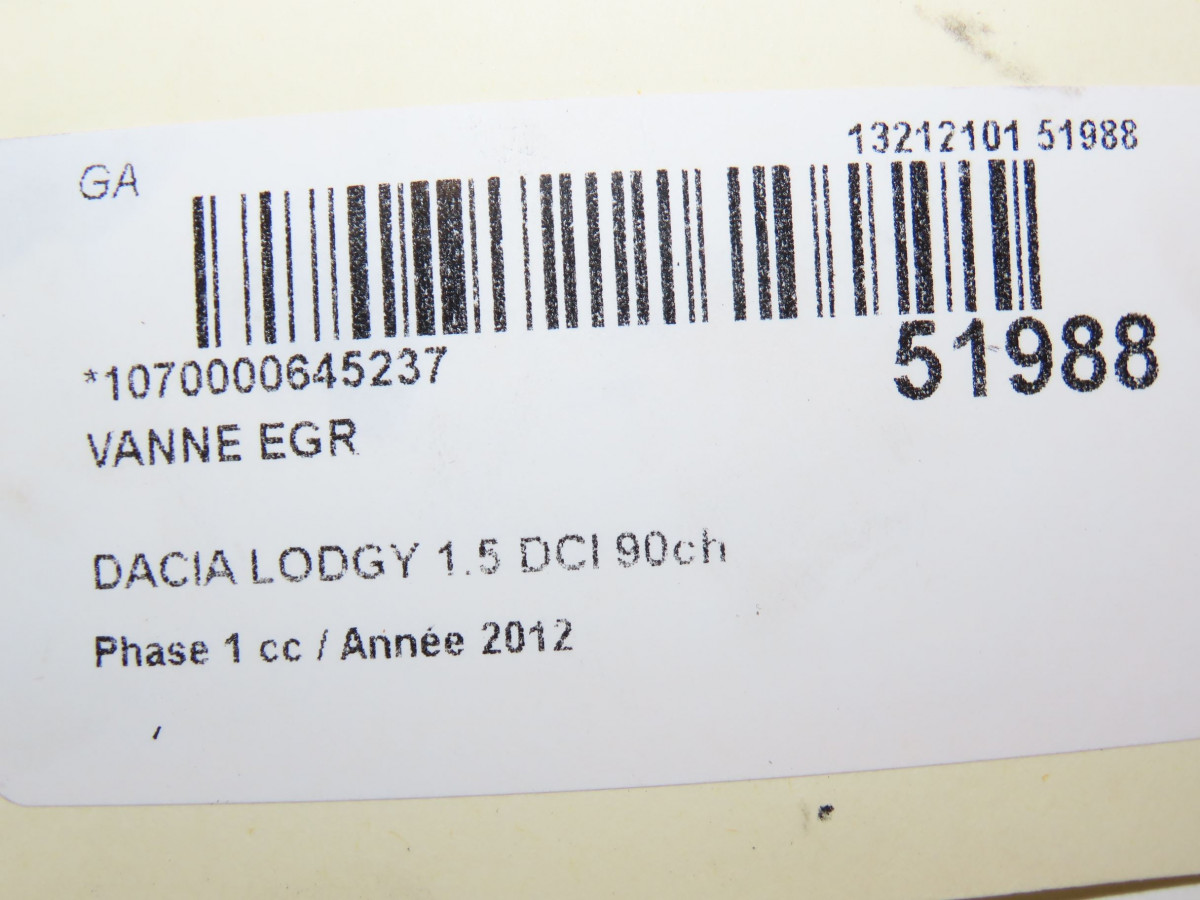 GA
13212101 51988
*1070000645237
51988
VANNE EGR
DACIA LODGY 1.5 DCI 90ch
Phase 1 cc / Année 2012